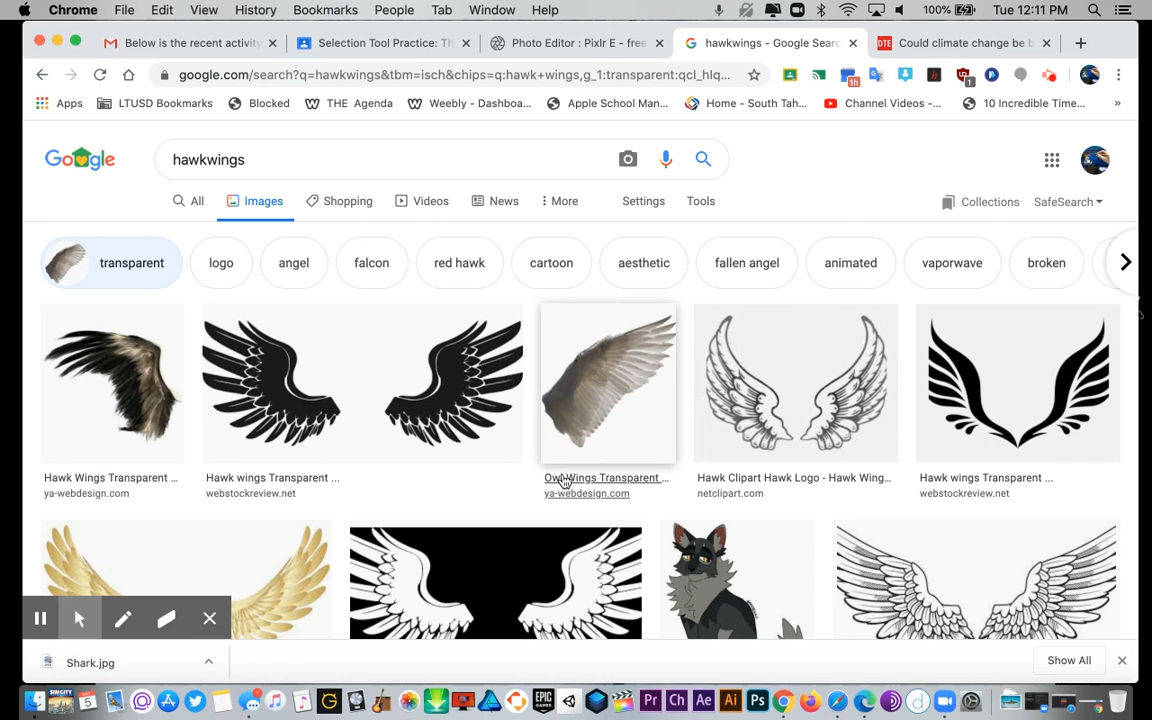 Chrome File Edit View History Bookmarks People Tab Window Help 100% Tue 12:11 PM
Below is the recent activity Selection Tool Practice: Th Photo Editor : Pixlr E - free hawkwings - Google Searc Could climate change be b
google.com/search?q=hawkwings&tbm=isch&chips=q:hawk+wings,g_1:transparent:qcl_hlq... 1h 1
Apps LTUSD Bookmarks Blocked THE Agenda Weebly - Dashboa... Apple School Man... Home - South Tah... Channel Videos -... 10 Incredible Time... »
hawkwings
All Images Shopping Videos News More Settings Tools Collections SafeSearch
transparent logo angel falcon red hawk cartoon aesthetic fallen angel animated vaporwave broken
Hawk Wings Transparent ... Hawk wings Transparent ... Owl Wings Transparent ... Hawk Clipart Hawk Logo - Hawk Wing... Hawk wings Transparent ...
ya-webdesign.com webstockreview.net ya-webdesign.com netclipart.com webstockreview.net
Shark.jpg Show All